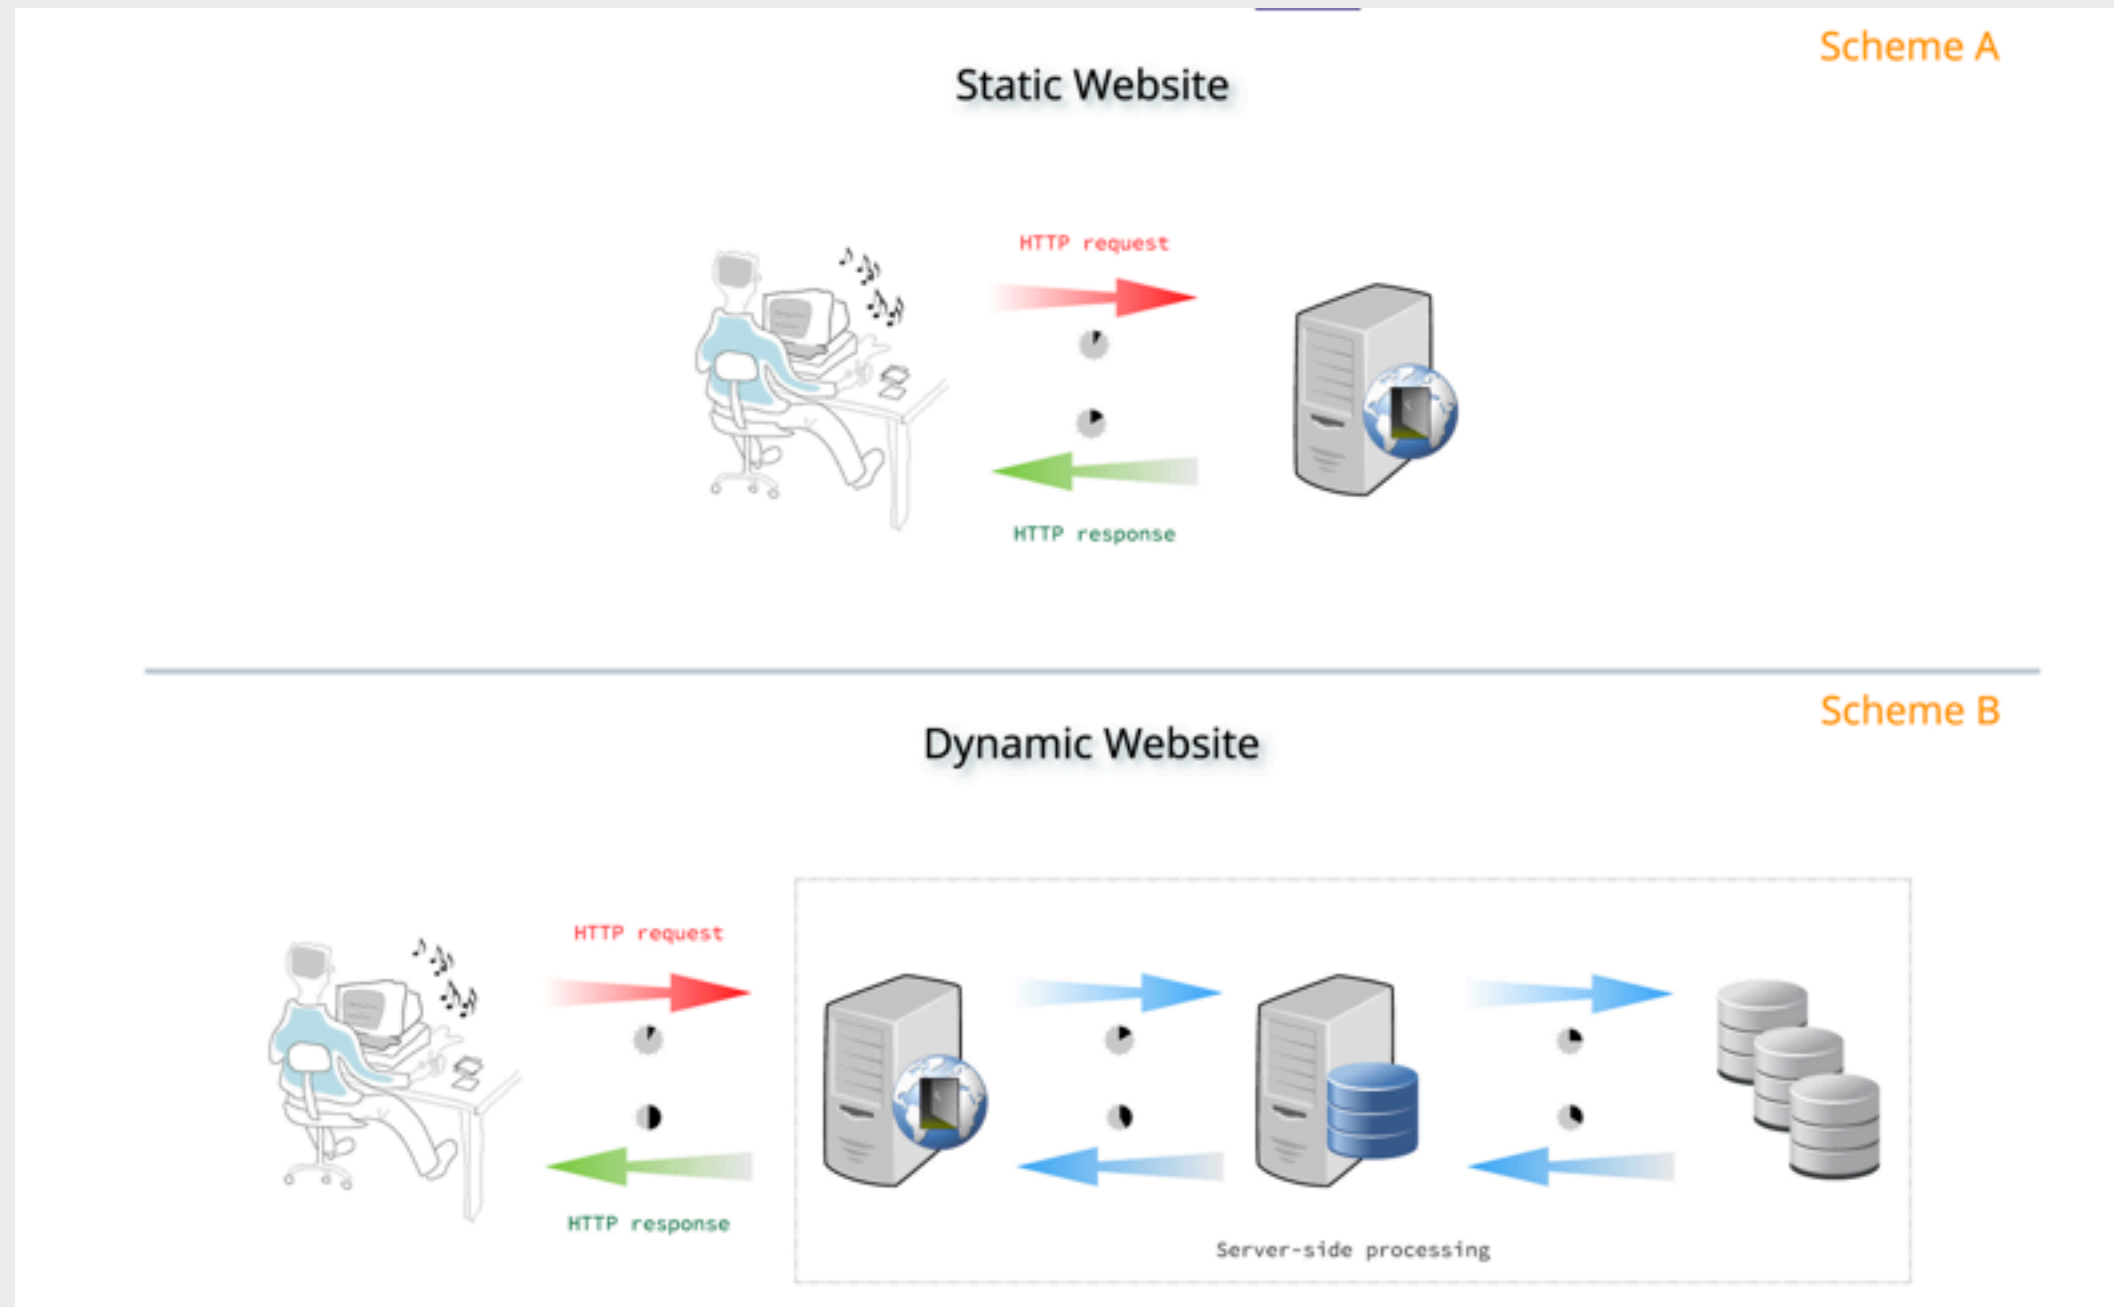 Scheme A
Static Website
HTTP request
HTTP response
Scheme B
Dynamic Website
HTTP request
HTTP response
Server-side processing